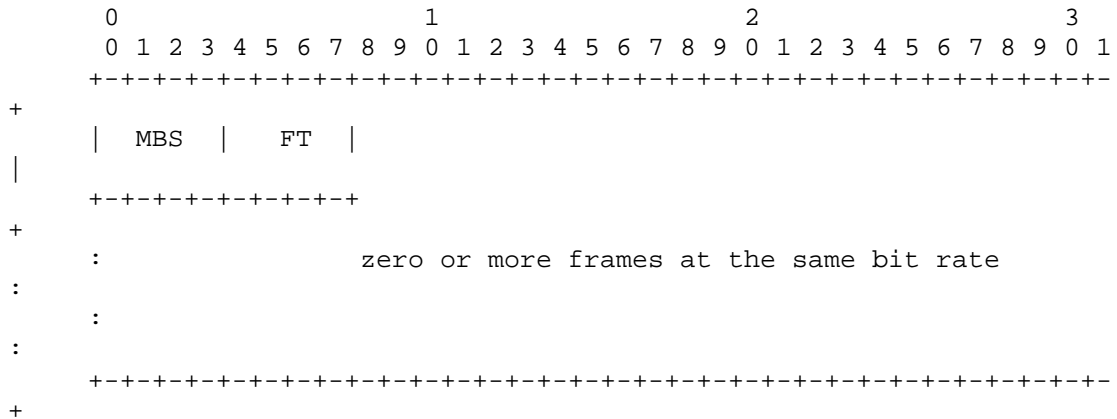 0                   1                   2                   3
       0 1 2 3 4 5 6 7 8 9 0 1 2 3 4 5 6 7 8 9 0 1 2 3 4 5 6 7 8 9 0 1
      +-+-+-+-+-+-+-+-+-+-+-+-+-+-+-+-+-+-+-+-+-+-+-+-+-+-+-+-+-+-+-+-
+
      |  MBS  |   FT  |
|
      +-+-+-+-+-+-+-+-+
+
      :                zero or more frames at the same bit rate
:
      :
:
      +-+-+-+-+-+-+-+-+-+-+-+-+-+-+-+-+-+-+-+-+-+-+-+-+-+-+-+-+-+-+-+-
+